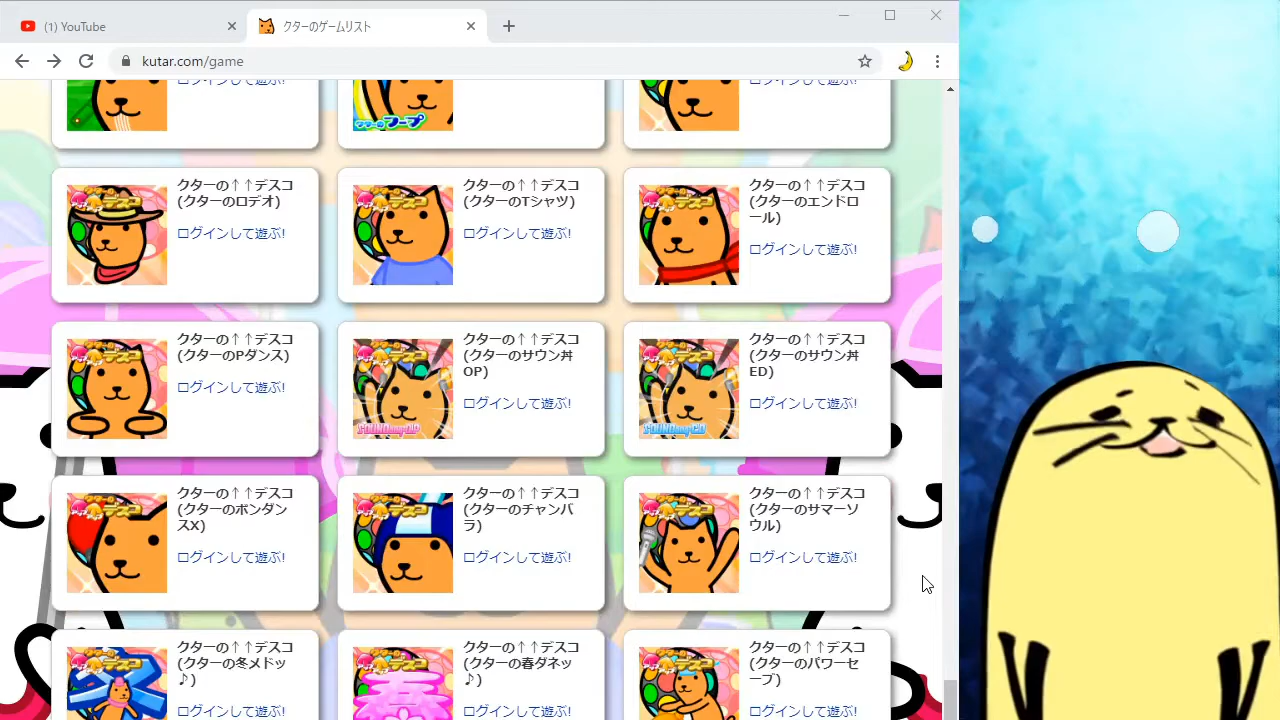 (1) YouTube
クターのゲームリスト
kutar.com/game
ログインして遊ぶ!
ログインして遊ぶ!
クターのフープ
ログインして遊ぶ!
クターの↑↑デスコ
(クターのロデオ)
ログインして遊ぶ!
クターの↑↑デスコ
(クターのTシャツ)
ログインして遊ぶ!
クターの↑↑デスコ
(クターのエンドロ
ール)
ログインして遊ぶ!
クターの↑↑デスコ
(クターのPダンス)
ログインして遊ぶ!
クターの↑↑デスコ
(クターのサウン丼
OP)
ログインして遊ぶ!
クターの↑↑デスコ
(クターのサウン丼
ED)
ログインして遊ぶ!
クターの↑↑デスコ
(クターのボンダン
スX)
ログインして遊ぶ!
クターの↑↑デスコ
(クターのチャンバ
ラ)
ログインして遊ぶ!
クターの↑↑デスコ
(クターのサマーソ
ウル)
ログインして遊ぶ!
クターの↑↑デスコ
(クターの冬メドッ
♪)
ログインして遊ぶ!
クターの↑↑デスコ
(クターの春ダネッ
♪)
ログインして遊ぶ!
クターの↑↑デスコ
(クターのパワーセ
ーブ)
ログインして遊ぶ!